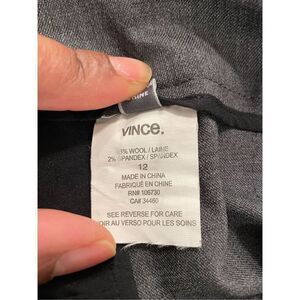 VINCE.
% WOOL / LAINE
2% SPANDEX / SPANDEX
12
MADE IN CHINA
FABRIQUÉ EN CHINE
RN# 106730
CA# 34460
SEE REVERSE FOR CARE
OIR AU VERSO POUR LES SOINS